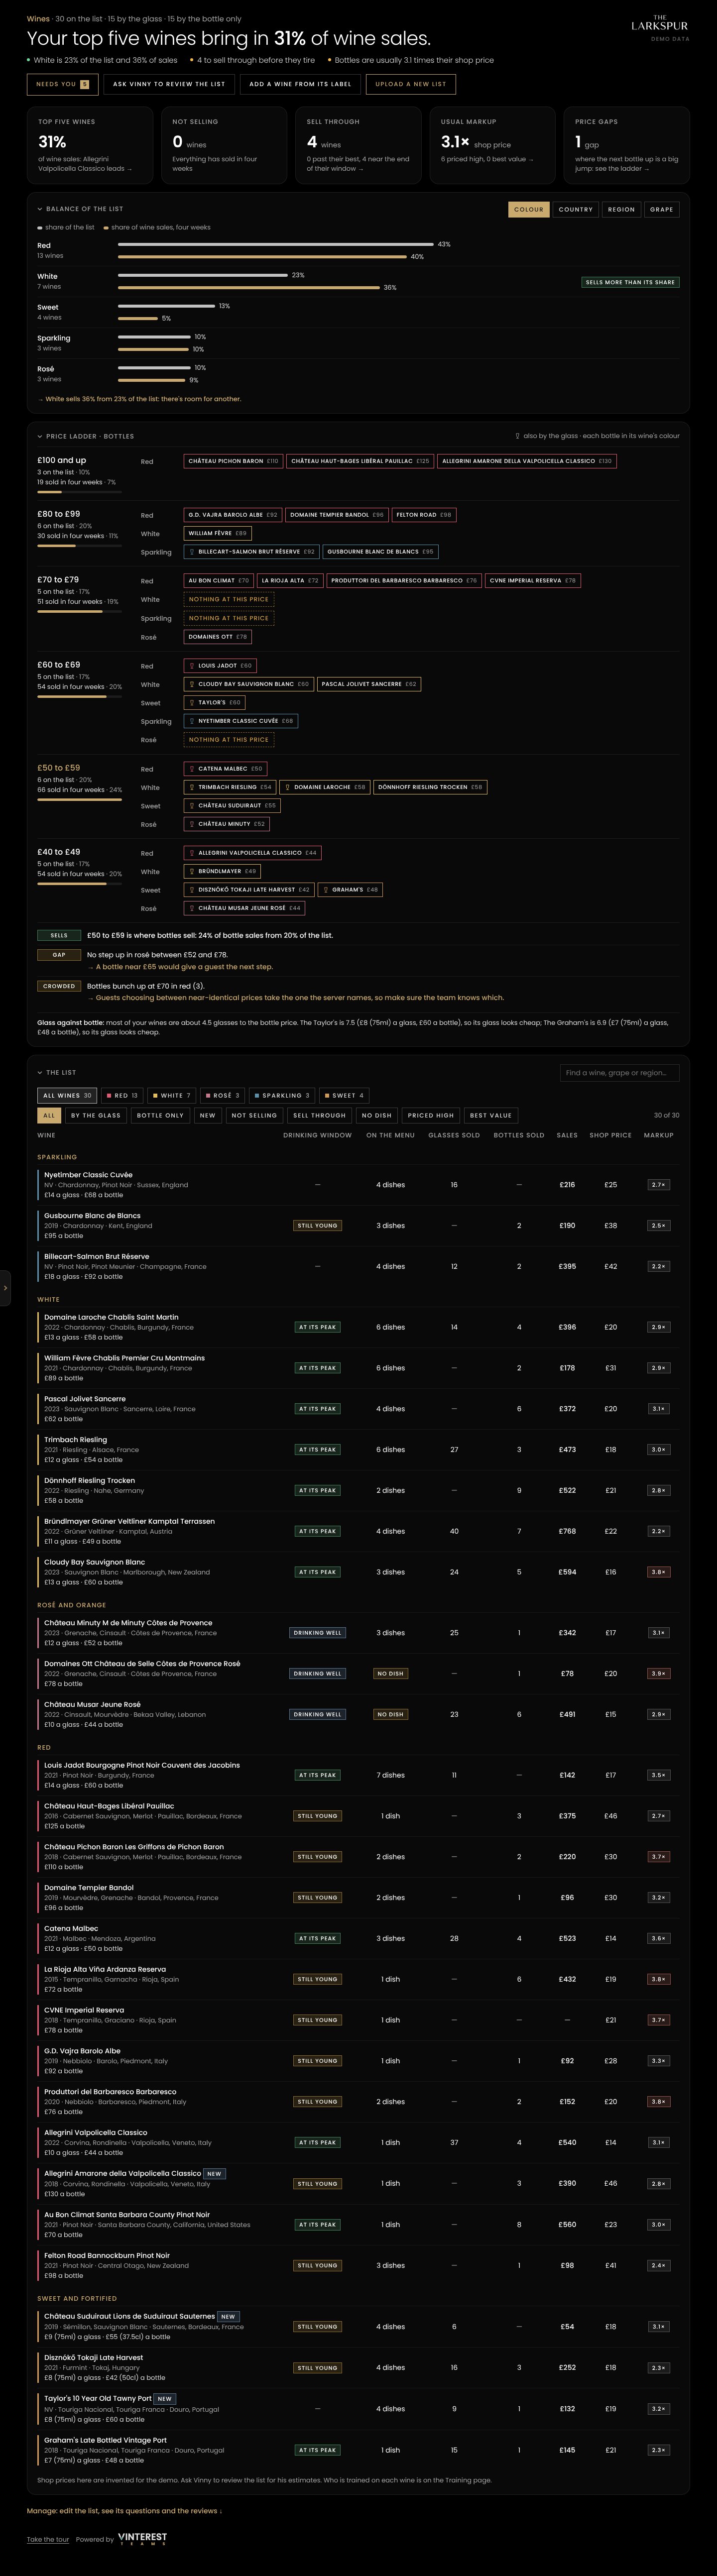 Wines · 30 on the list · 15 by the glass · 15 by the bottle only
THE
LARKSPUR
DEMO DATA
Your top five wines bring in 31% of wine sales.
White is 23% of the list and 36% of sales
4 to sell through before they tire
Bottles are usually 3.1 times their shop price
NEEDS YOU 5
ASK VINNY TO REVIEW THE LIST
ADD A WINE FROM ITS LABEL
UPLOAD A NEW LIST
TOP FIVE WINES
31%
of wine sales: Allegrini
Valpolicella Classico leads →
NOT SELLING
0 wines
Everything has sold in four
weeks
SELL THROUGH
4 wines
0 past their best, 4 near the end
of their window →
USUAL MARKUP
3.1× shop price
6 priced high, 0 best value →
PRICE GAPS
1 gap
where the next bottle up is a big
jump: see the ladder →
BALANCE OF THE LIST
COLOUR
COUNTRY
REGION
GRAPE
share of the list
share of wine sales, four weeks
Red
13 wines
43%
40%
White
7 wines
23%
36%
SELLS MORE THAN ITS SHARE
Sweet
4 wines
13%
5%
Sparkling
3 wines
10%
10%
Rosé
3 wines
10%
9%
→ White sells 36% from 23% of the list: there's room for another.
PRICE LADDER · BOTTLES
also by the glass · each bottle in its wine's colour
£100 and up
3 on the list · 10%
19 sold in four weeks · 7%
Red
CHÂTEAU PICHON BARON £110
CHÂTEAU HAUT-BAGES LIBÉRAL PAUILLAC £125
ALLEGRINI AMARONE DELLA VALPOLICELLA CLASSICO £130
£80 to £99
6 on the list · 20%
30 sold in four weeks · 11%
Red
G.D. VAJRA BAROLO ALBE £92
DOMAINE TEMPIER BANDOL £96
FELTON ROAD £98
White
WILLIAM FÈVRE £89
Sparkling
BILLECART-SALMON BRUT RÉSERVE £92
GUSBOURNE BLANC DE BLANCS £95
£70 to £79
5 on the list · 17%
51 sold in four weeks · 19%
Red
AU BON CLIMAT £70
LA RIOJA ALTA £72
PRODUTTORI DEL BARBARESCO BARBARESCO £76
CVNE IMPERIAL RESERVA £78
White
NOTHING AT THIS PRICE
Sparkling
NOTHING AT THIS PRICE
Rosé
DOMAINES OTT £78
£60 to £69
5 on the list · 17%
54 sold in four weeks · 20%
Red
LOUIS JADOT £60
White
CLOUDY BAY SAUVIGNON BLANC £60
PASCAL JOLIVET SANCERRE £62
Sweet
TAYLOR'S £60
Sparkling
NYETIMBER CLASSIC CUVÉE £68
Rosé
NOTHING AT THIS PRICE
£50 to £59
6 on the list · 20%
66 sold in four weeks · 24%
Red
CATENA MALBEC £50
White
TRIMBACH RIESLING £54
DOMAINE LAROCHE £58
DÖNNHOFF RIESLING TROCKEN £58
Sweet
CHÂTEAU SUDUIRAUT £55
Rosé
CHÂTEAU MINUTY £52
£40 to £49
5 on the list · 17%
54 sold in four weeks · 20%
Red
ALLEGRINI VALPOLICELLA CLASSICO £44
White
BRÜNDLMAYER £49
Sweet
DISZNÓKŐ TOKAJI LATE HARVEST £42
GRAHAM'S £48
Rosé
CHÂTEAU MUSAR JEUNE ROSÉ £44
SELLS
£50 to £59 is where bottles sell: 24% of bottle sales from 20% of the list.
GAP
No step up in rosé between £52 and £78.
→ A bottle near £65 would give a guest the next step.
CROWDED
Bottles bunch up at £70 in red (3).
→ Guests choosing between near-identical prices take the one the server names, so make sure the team knows which.
Glass against bottle: most of your wines are about 4.5 glasses to the bottle price. The Taylor's is 7.5 (£8 (75ml) a glass, £60 a bottle), so its glass looks cheap; The Graham's is 6.9 (£7 (75ml) a glass,
£48 a bottle), so its glass looks cheap.
THE LIST
Find a wine, grape or region...
ALL WINES 30
RED 13
WHITE 7
ROSÉ 3
SPARKLING 3
SWEET 4
ALL
BY THE GLASS
BOTTLE ONLY
NEW
NOT SELLING
SELL THROUGH
NO DISH
PRICED HIGH
BEST VALUE
30 of 30
WINE DRINKING WINDOW ON THE MENU GLASSES SOLD BOTTLES SOLD SALES SHOP PRICE MARKUP
SPARKLING
Nyetimber Classic Cuvée
NV · Chardonnay, Pinot Noir · Sussex, England
£14 a glass · £68 a bottle
— 4 dishes 16 — £216 £25 2.7×
Gusbourne Blanc de Blancs
2019 · Chardonnay · Kent, England
£95 a bottle
STILL YOUNG 3 dishes — 2 £190 £38 2.5×
Billecart-Salmon Brut Réserve
NV · Pinot Noir, Pinot Meunier · Champagne, France
£18 a glass · £92 a bottle
— 4 dishes 12 2 £395 £42 2.2×
WHITE
Domaine Laroche Chablis Saint Martin
2022 · Chardonnay · Chablis, Burgundy, France
£13 a glass · £58 a bottle
AT ITS PEAK 6 dishes 14 4 £396 £20 2.9×
William Fèvre Chablis Premier Cru Montmains
2021 · Chardonnay · Chablis, Burgundy, France
£89 a bottle
AT ITS PEAK 6 dishes — 2 £178 £31 2.9×
Pascal Jolivet Sancerre
2023 · Sauvignon Blanc · Sancerre, Loire, France
£62 a bottle
AT ITS PEAK 4 dishes — 6 £372 £20 3.1×
Trimbach Riesling
2021 · Riesling · Alsace, France
£12 a glass · £54 a bottle
AT ITS PEAK 6 dishes 27 3 £473 £18 3.0×
Dönnhoff Riesling Trocken
2022 · Riesling · Nahe, Germany
£58 a bottle
AT ITS PEAK 2 dishes — 9 £522 £21 2.8×
Bründlmayer Grüner Veltliner Kamptal Terrassen
2022 · Grüner Veltliner · Kamptal, Austria
£11 a glass · £49 a bottle
AT ITS PEAK 4 dishes 40 7 £768 £22 2.2×
Cloudy Bay Sauvignon Blanc
2023 · Sauvignon Blanc · Marlborough, New Zealand
£13 a glass · £60 a bottle
AT ITS PEAK 3 dishes 24 5 £594 £16 3.8×
ROSÉ AND ORANGE
Château Minuty M de Minuty Côtes de Provence
2023 · Grenache, Cinsault · Côtes de Provence, France
£12 a glass · £52 a bottle
DRINKING WELL 3 dishes 25 1 £342 £17 3.1×
Domaines Ott Château de Selle Côtes de Provence Rosé
2022 · Grenache, Cinsault · Côtes de Provence, France
£78 a bottle
DRINKING WELL NO DISH — 1 £78 £20 3.9×
Château Musar Jeune Rosé
2022 · Cinsault, Mourvèdre · Bekaa Valley, Lebanon
£10 a glass · £44 a bottle
DRINKING WELL NO DISH 23 6 £491 £15 2.9×
RED
Louis Jadot Bourgogne Pinot Noir Couvent des Jacobins
2021 · Pinot Noir · Burgundy, France
£14 a glass · £60 a bottle
AT ITS PEAK 7 dishes 11 — £142 £17 3.5×
Château Haut-Bages Libéral Pauillac
2016 · Cabernet Sauvignon, Merlot · Pauillac, Bordeaux, France
£125 a bottle
STILL YOUNG 1 dish — 3 £375 £46 2.7×
Château Pichon Baron Les Griffons de Pichon Baron
2018 · Cabernet Sauvignon, Merlot · Pauillac, Bordeaux, France
£110 a bottle
STILL YOUNG 2 dishes — 2 £220 £30 3.7×
Domaine Tempier Bandol
2019 · Mourvèdre, Grenache · Bandol, Provence, France
£96 a bottle
STILL YOUNG 2 dishes — 1 £96 £30 3.2×
Catena Malbec
2021 · Malbec · Mendoza, Argentina
£12 a glass · £50 a bottle
AT ITS PEAK 3 dishes 28 4 £523 £14 3.6×
La Rioja Alta Viña Ardanza Reserva
2015 · Tempranillo, Garnacha · Rioja, Spain
£72 a bottle
STILL YOUNG 1 dish — 6 £432 £19 3.8×
CVNE Imperial Reserva
2018 · Tempranillo, Graciano · Rioja, Spain
£78 a bottle
STILL YOUNG 1 dish — — — £21 3.7×
G.D. Vajra Barolo Albe
2019 · Nebbiolo · Barolo, Piedmont, Italy
£92 a bottle
STILL YOUNG 1 dish — 1 £92 £28 3.3×
Produttori del Barbaresco Barbaresco
2020 · Nebbiolo · Barbaresco, Piedmont, Italy
£76 a bottle
STILL YOUNG 2 dishes — 2 £152 £20 3.8×
Allegrini Valpolicella Classico
2022 · Corvina, Rondinella · Valpolicella, Veneto, Italy
£10 a glass · £44 a bottle
AT ITS PEAK 1 dish 37 4 £540 £14 3.1×
Allegrini Amarone della Valpolicella Classico NEW
2018 · Corvina, Rondinella · Valpolicella, Veneto, Italy
£130 a bottle
STILL YOUNG 1 dish — 3 £390 £46 2.8×
Au Bon Climat Santa Barbara County Pinot Noir
2021 · Pinot Noir · Santa Barbara County, California, United States
£70 a bottle
AT ITS PEAK 1 dish — 8 £560 £23 3.0×
Felton Road Bannockburn Pinot Noir
2021 · Pinot Noir · Central Otago, New Zealand
£98 a bottle
STILL YOUNG 3 dishes — 1 £98 £41 2.4×
SWEET AND FORTIFIED
Château Suduiraut Lions de Suduiraut Sauternes NEW
2019 · Sémillon, Sauvignon Blanc · Sauternes, Bordeaux, France
£9 (75ml) a glass · £55 (37.5cl) a bottle
STILL YOUNG 4 dishes 6 — £54 £18 3.1×
Disznókő Tokaji Late Harvest
2021 · Furmint · Tokaj, Hungary
£8 (75ml) a glass · £42 (50cl) a bottle
STILL YOUNG 4 dishes 16 3 £252 £18 2.3×
Taylor's 10 Year Old Tawny Port NEW
NV · Touriga Nacional, Touriga Franca · Douro, Portugal
£8 (75ml) a glass · £60 a bottle
— 4 dishes 9 1 £132 £19 3.2×
Graham's Late Bottled Vintage Port
2018 · Touriga Nacional, Touriga Franca · Douro, Portugal
£7 (75ml) a glass · £48 a bottle
AT ITS PEAK 1 dish 15 1 £145 £21 2.3×
Shop prices here are invented for the demo. Ask Vinny to review the list for his estimates. Who is trained on each wine is on the Training page.
Manage: edit the list, see its questions and the reviews ↓
Take the tour Powered by VINTEREST
TEAMS